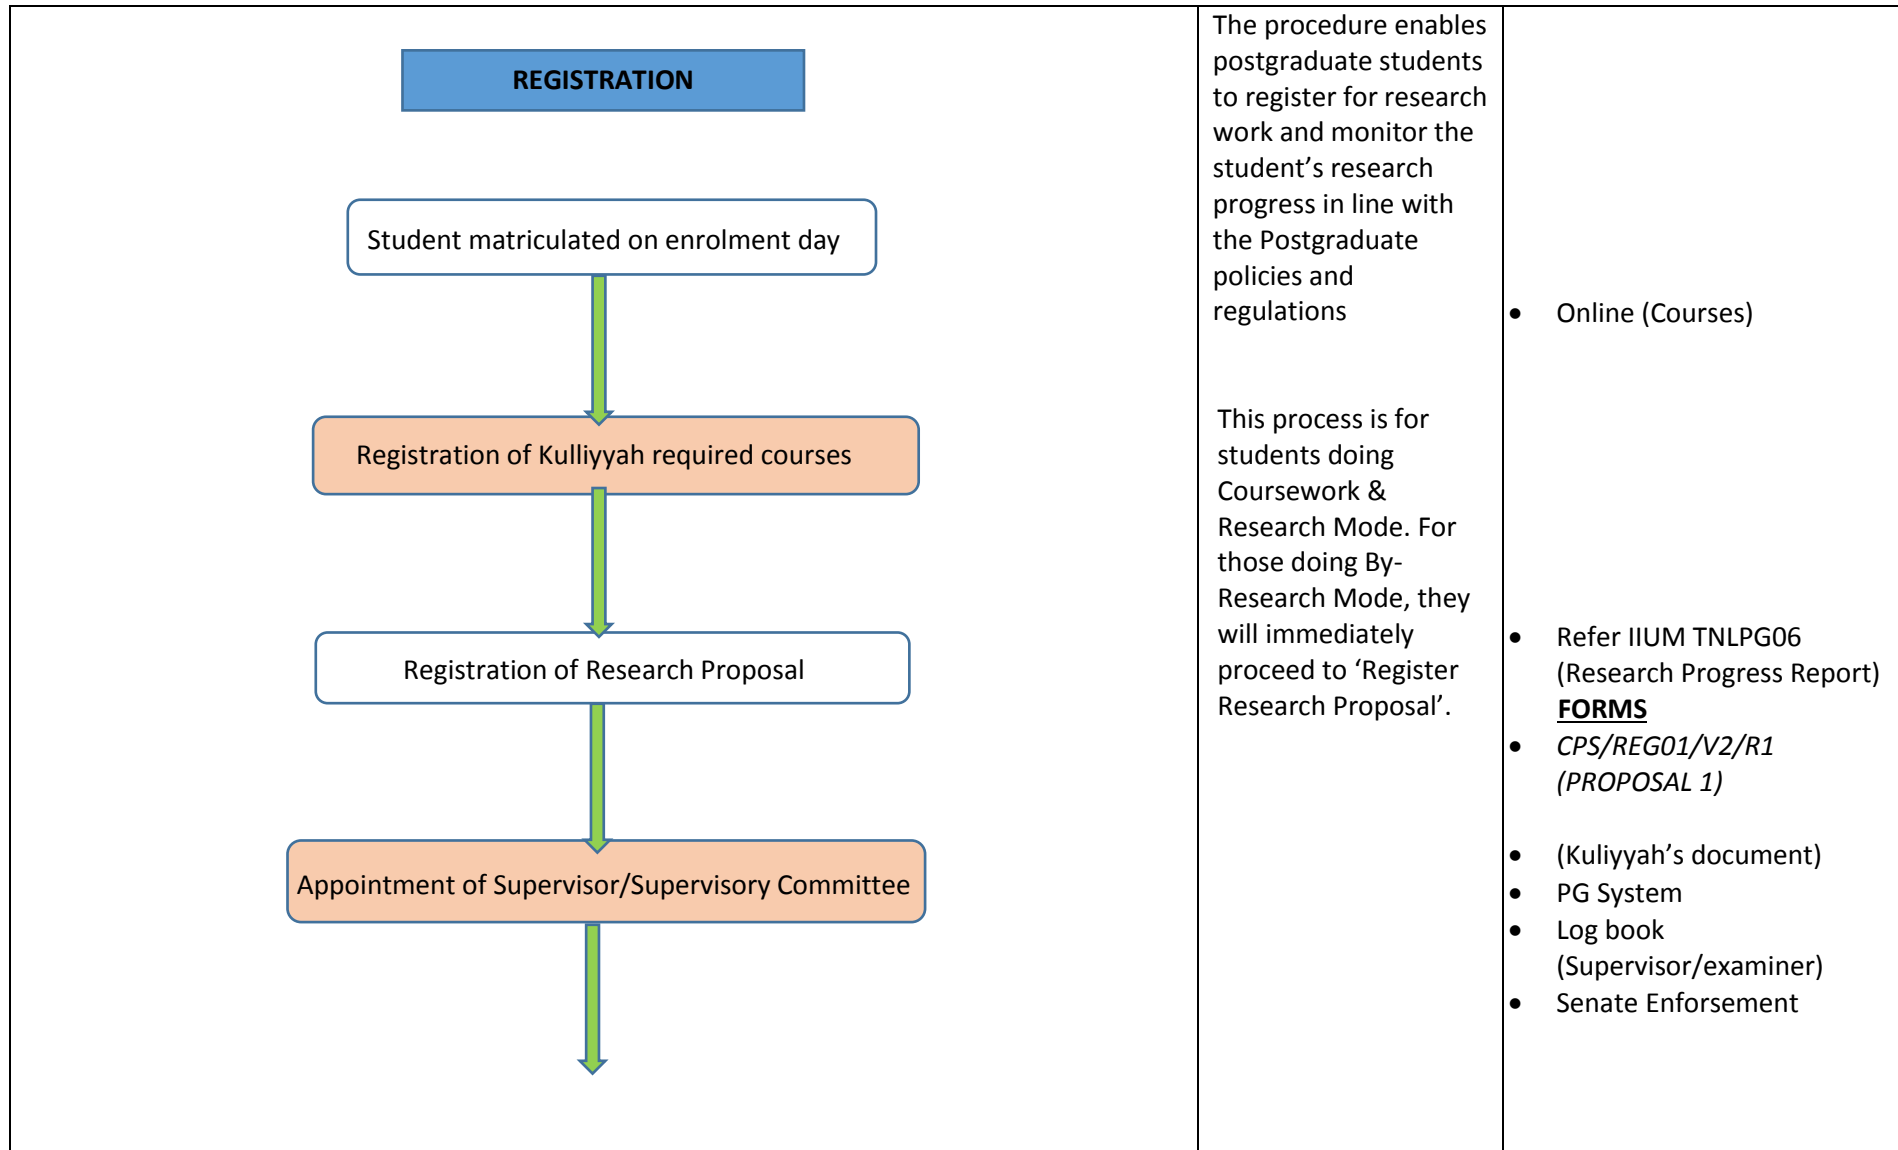 REGISTRATION
Student matriculated on enrolment day
Registration of Kulliyyah required courses
Registration of Research Proposal
Appointment of Supervisor/Supervisory Committee
The procedure enables
postgraduate students
to register for research
work and monitor the
student’s research
progress in line with
the Postgraduate
policies and
regulations
This process is for
students doing
Coursework &
Research Mode. For
those doing By-
Research Mode, they
will immediately
proceed to ‘Register
Research Proposal’.
• Online (Courses)
• Refer IIUM TNLPG06
(Research Progress Report)
FORMS
• CPS/REG01/V2/R1
(PROPOSAL 1)
• (Kuliyyah’s document)
• PG System
• Log book
(Supervisor/examiner)
• Senate Enforsement